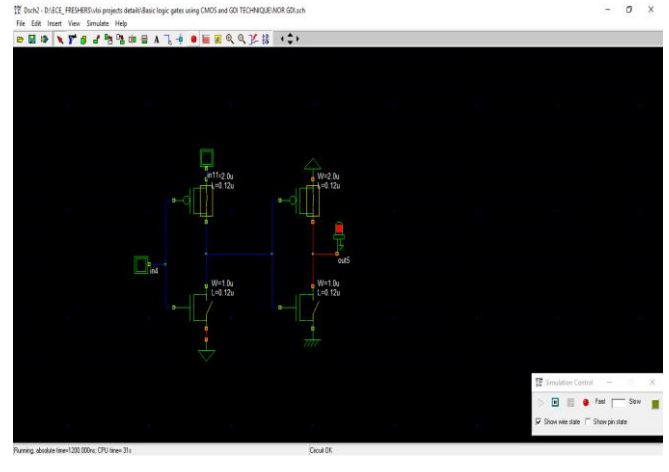 Dsch2 - D:\ECE_FRESHERS\vlsi projects details\Basic logic gates using CMOS and GDI TECHNIQUE\NOR GDI.sch
File Edit Insert View Simulate Help
in11
W=2.0u
L=0.12u
W=2.0u
L=0.12u
in4
out5
W=1.0u
L=0.12u
W=1.0u
L=0.12u
Simulation Control
Fast Slow
Show wire state Show pin state
Running, absolute time=1200.000ns; CPU time= 31s
Circuit OK